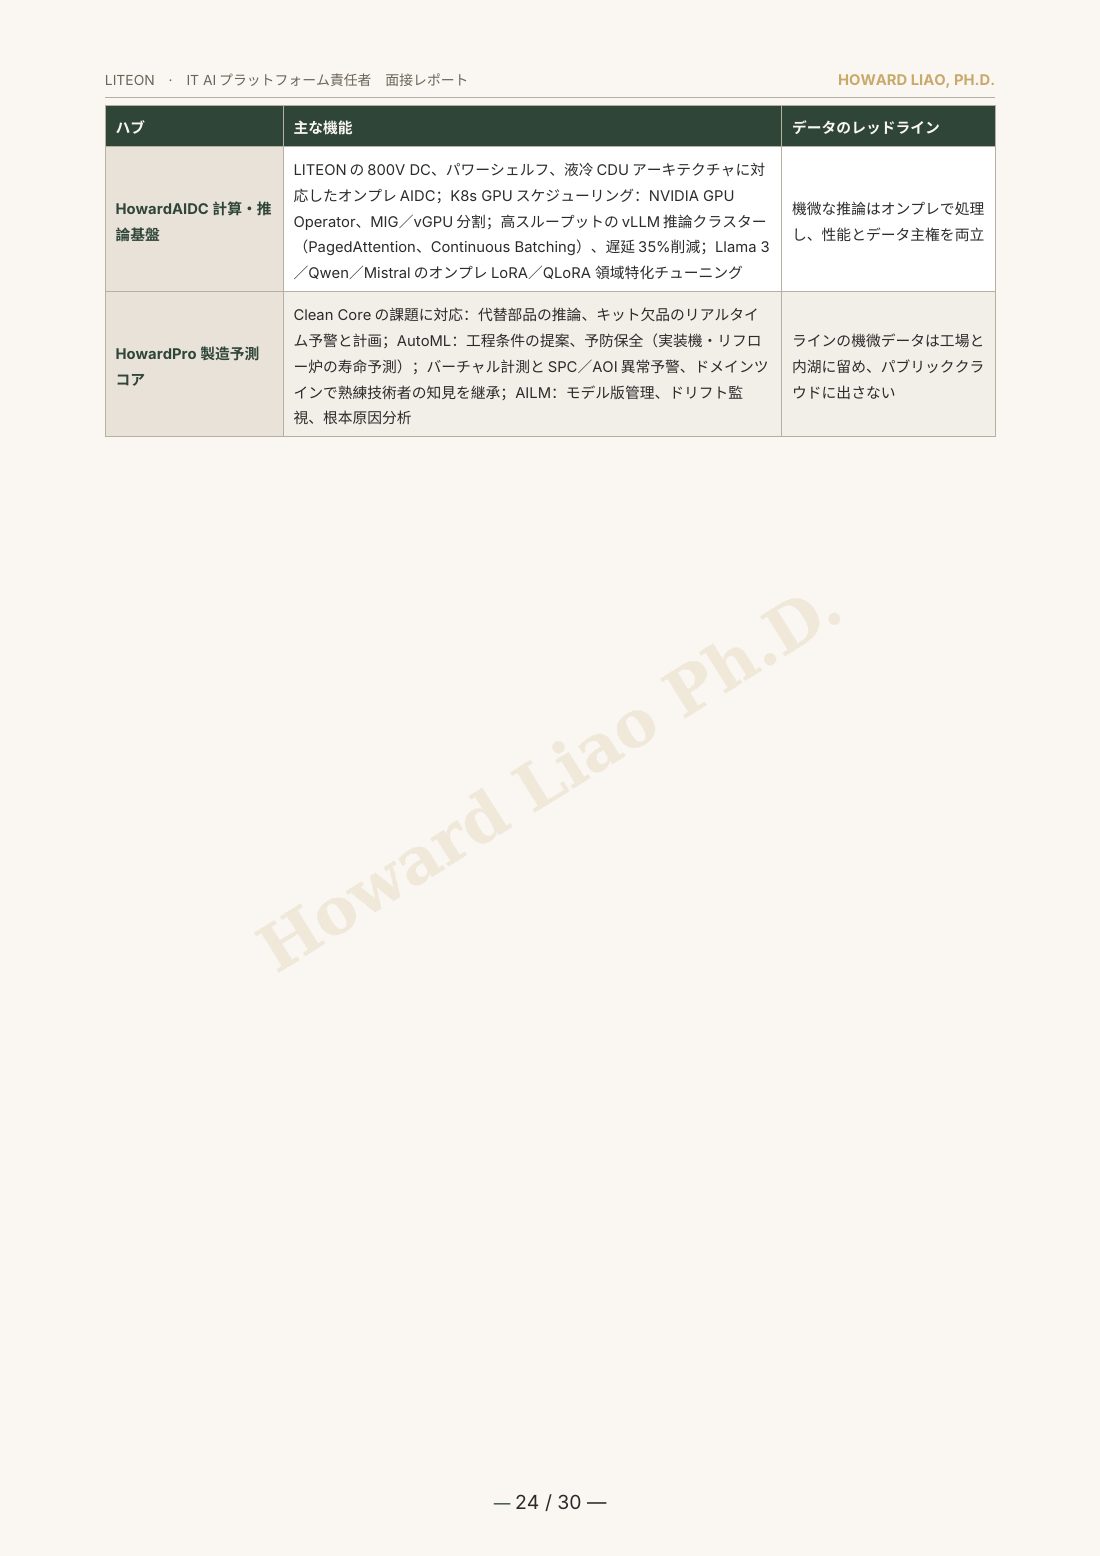 LITEON · IT AI プラットフォーム責任者 面接レポート
HOWARD LIAO, PH.D.
ハブ
主な機能
データのレッドライン
HowardAIDC 計算・推
論基盤
LITEON の 800V DC、パワーシェルフ、液冷 CDU アーキテクチャに対
応したオンプレ AIDC；K8s GPU スケジューリング：NVIDIA GPU
Operator、MIG／vGPU 分割；高スループットの vLLM 推論クラスター
（PagedAttention、Continuous Batching）、遅延 35%削減；Llama 3
／Qwen／Mistral のオンプレ LoRA／QLoRA 領域特化チューニング
機微な推論はオンプレで処理
し、性能とデータ主権を両立
HowardPro 製造予測
コア
Clean Core の課題に対応：代替部品の推論、キット欠品のリアルタイ
ム予警と計画；AutoML：工程条件の提案、予防保全（実装機・リフロ
ー炉の寿命予測）；バーチャル計測と SPC／AOI 異常予警、ドメインツ
インで熟練技術者の知見を継承；AILM：モデル版管理、ドリフト監
視、根本原因分析
ラインの機微データは工場と
内湖に留め、パブリッククラ
ウドに出さない
Howard Liao Ph.D.
— 24 / 30 —